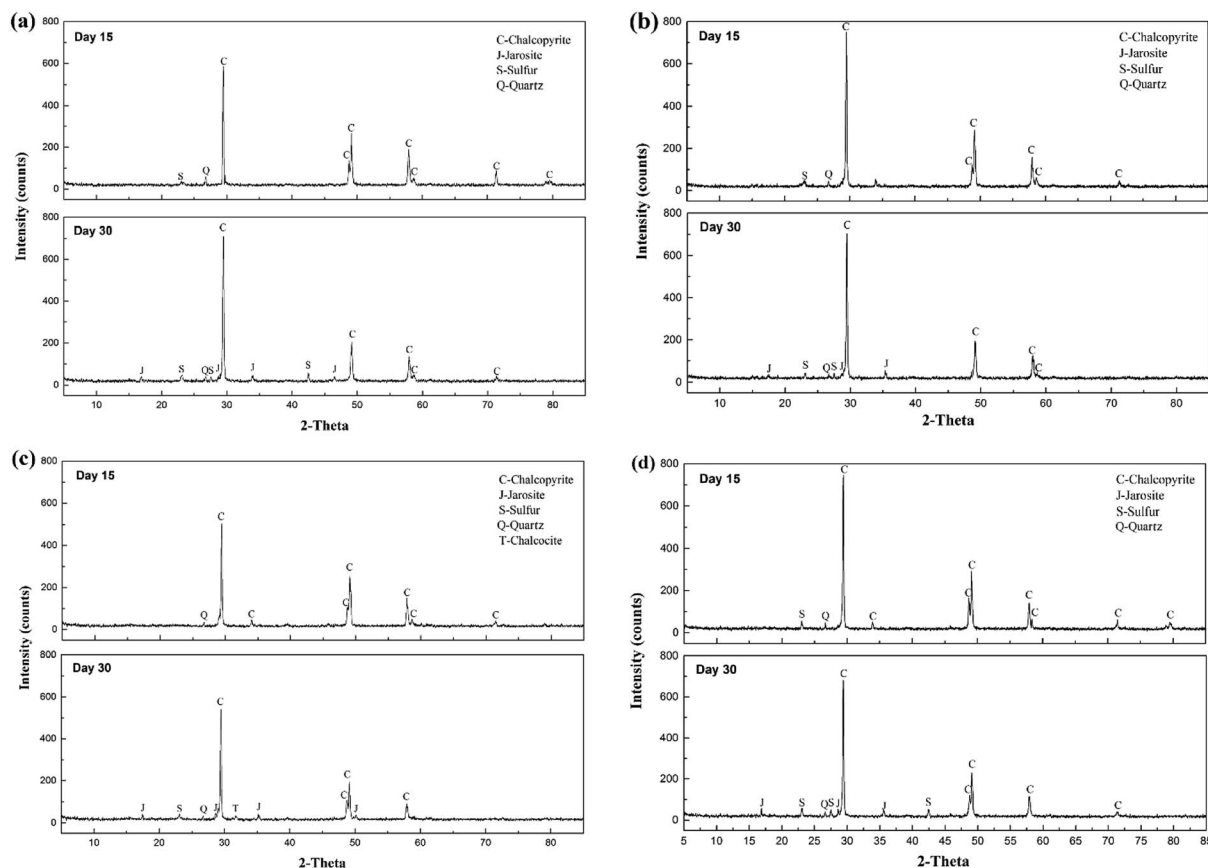 (a)
Day 15
C-Chalcopyrite
J-Jarosite
S-Sulfur
Q-Quartz
800
600
400
200
0
S Q C C C C C C C
Day 30
800
600
400
200
0
J S Q S J C J S J C C C C
10 20 30 40 50 60 70 80
2-Theta
Intensity (counts)
(b)
Day 15
C-Chalcopyrite
J-Jarosite
S-Sulfur
Q-Quartz
800
600
400
200
0
S Q C C C C C C
Day 30
800
600
400
200
0
J S Q S J C J C C C
10 20 30 40 50 60 70 80
2-Theta
Intensity (counts)
(c)
Day 15
C-Chalcopyrite
J-Jarosite
S-Sulfur
Q-Quartz
T-Chalcocite
800
600
400
200
0
Q C C C C C C C
Day 30
800
600
400
200
0
J S Q J C T J C C J C
10 20 30 40 50 60 70 80
2-Theta
Intensity (counts)
(d)
Day 15
C-Chalcopyrite
J-Jarosite
S-Sulfur
Q-Quartz
800
600
400
200
0
S Q C C C C C C C C
Day 30
800
600
400
200
0
J S Q S J C J S C C C C
5 10 15 20 25 30 35 40 45 50 55 60 65 70 75 80 85
2-Theta
Intensity (counts)